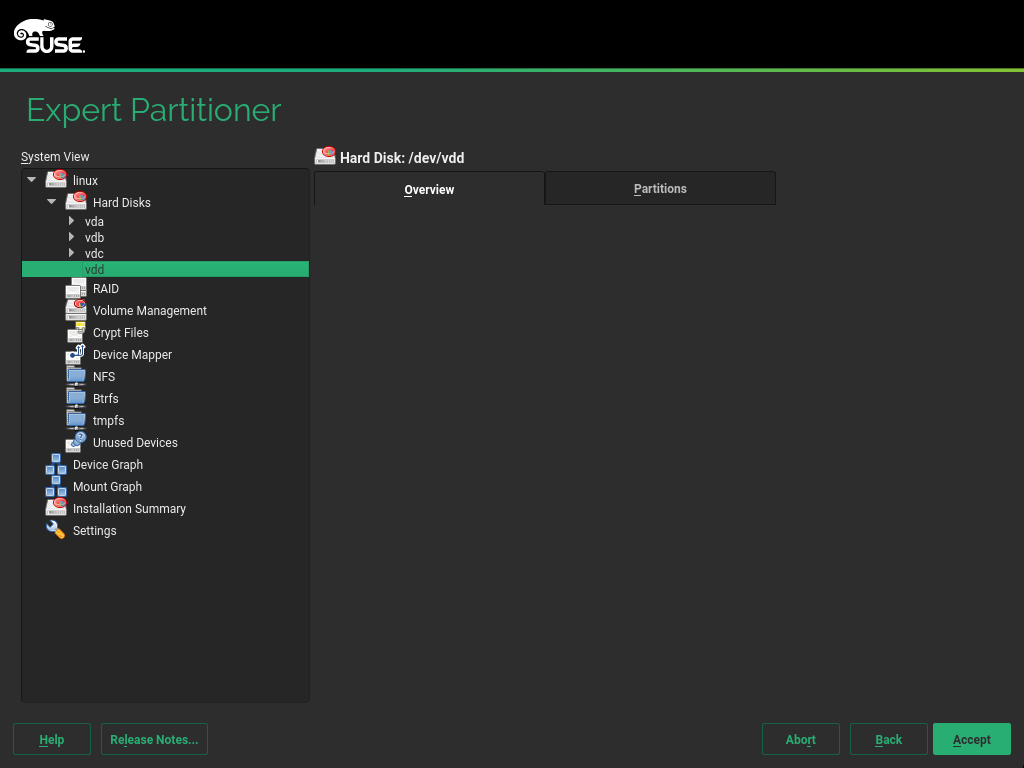 SUSE.
Expert Partitioner
System View
linux
Hard Disks
vda
vdb
vdc
vdd
RAID
Volume Management
Crypt Files
Device Mapper
NFS
Btrfs
tmpfs
Unused Devices
Device Graph
Mount Graph
Installation Summary
Settings
Hard Disk: /dev/vdd
Overview Partitions
Help Release Notes... Abort Back Accept